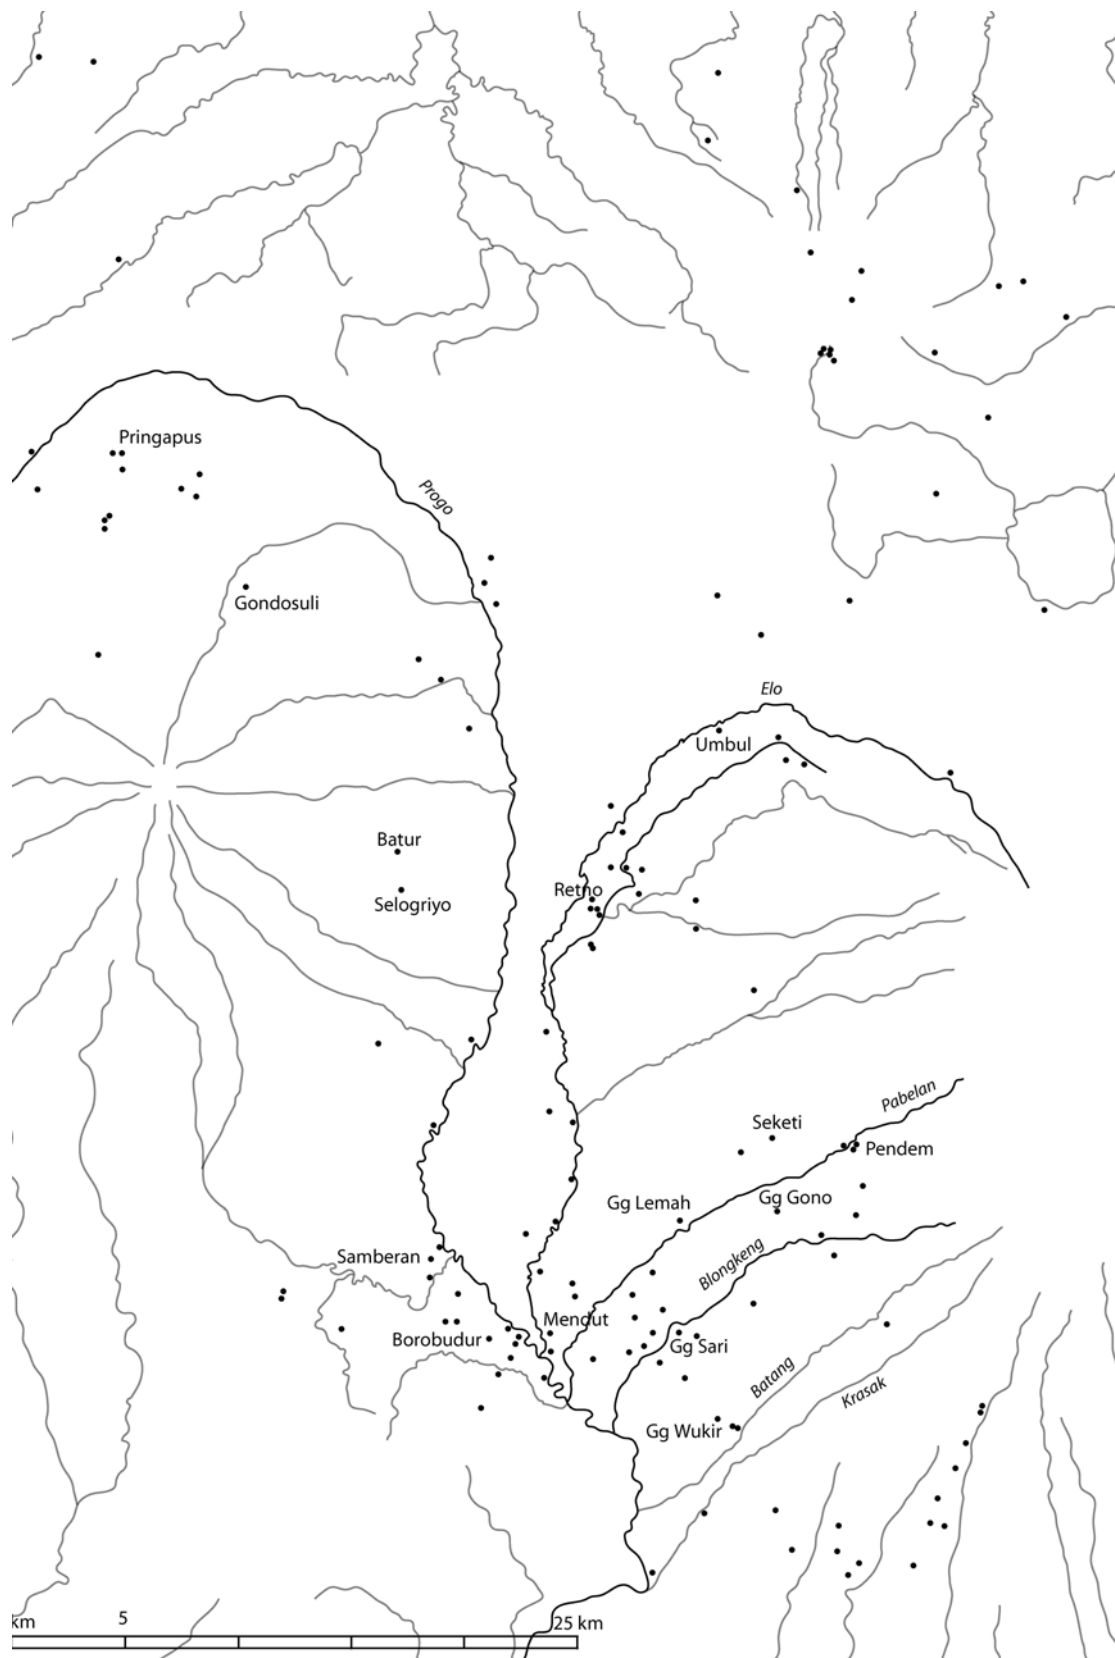 Pringapus
Progo
Gondosuli
Elo
Umbul
Batur
Retno
Selogriyo
Pabelan
Seketi
Pendem
Gg Lemah
Gg Gono
Samberan
Blongkeng
Mendut
Borobudur
Gg Sari
Batang
Krasak
Gg Wukir
km
5
25 km